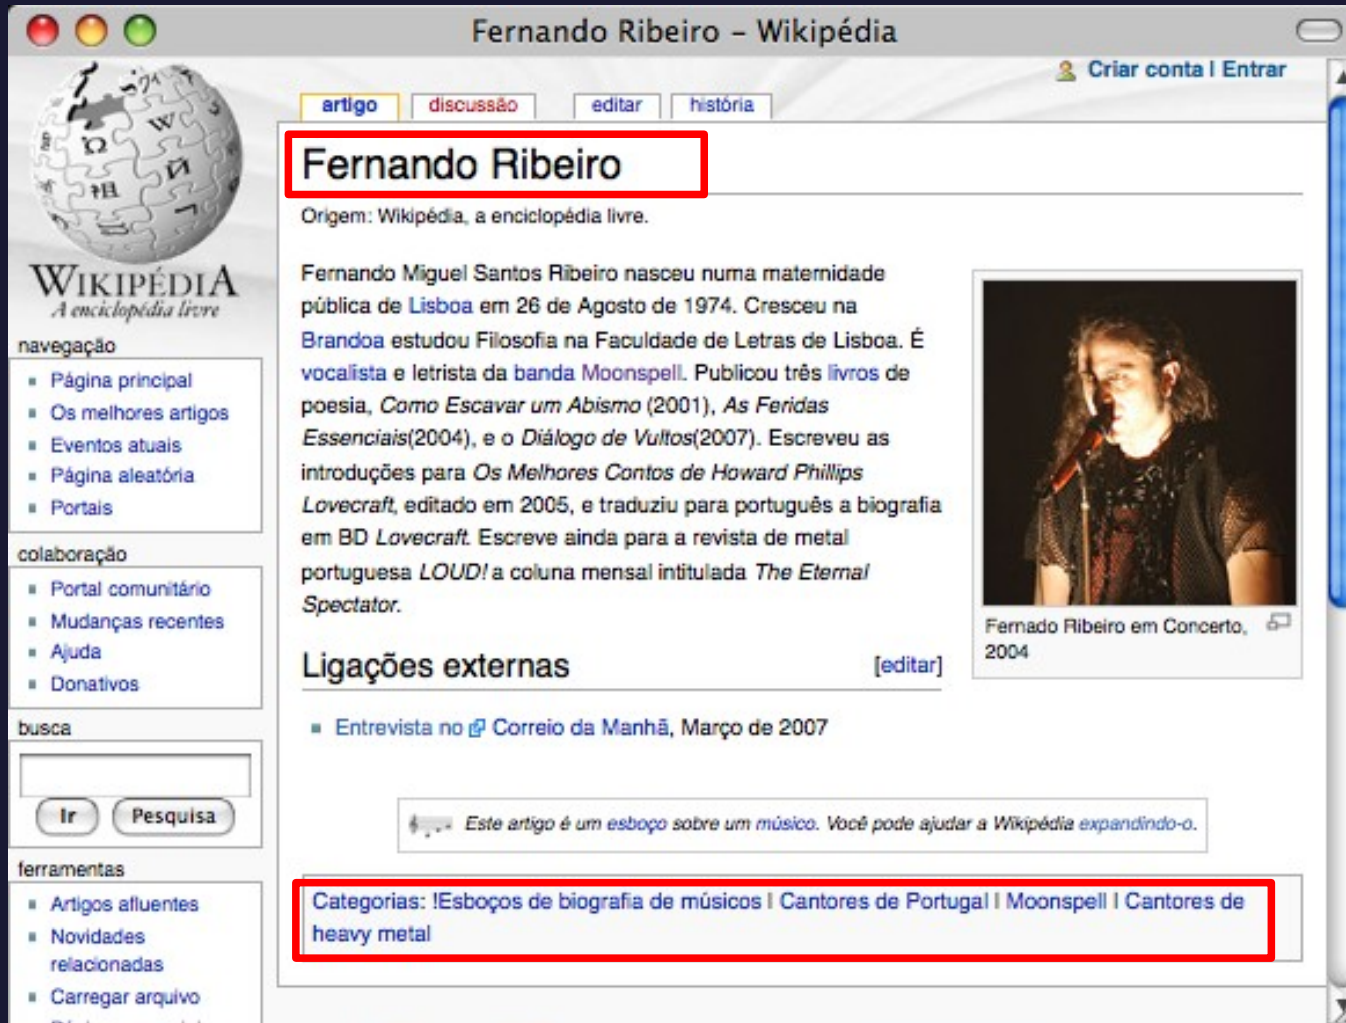 Fernando Ribeiro – Wikipédia
Criar conta | Entrar
artigo discussão editar história
Fernando Ribeiro
Origem: Wikipédia, a enciclopédia livre.
Fernando Miguel Santos Ribeiro nasceu numa maternidade
pública de Lisboa em 26 de Agosto de 1974. Cresceu na
Brandoa estudou Filosofia na Faculdade de Letras de Lisboa. É
vocalista e letrista da banda Moonspell. Publicou três livros de
poesia, Como Escavar um Abismo (2001), As Feridas
Essenciais(2004), e o Diálogo de Vultos(2007). Escreveu as
introduções para Os Melhores Contos de Howard Phillips
Lovecraft, editado em 2005, e traduziu para português a biografia
em BD Lovecraft. Escreve ainda para a revista de metal
portuguesa LOUD! a coluna mensal intitulada The Eternal
Spectator.
Fernado Ribeiro em Concerto,
2004
Ligações externas [editar]
Entrevista no Correio da Manhã, Março de 2007
Este artigo é um esboço sobre um músico. Você pode ajudar a Wikipédia expandindo-o.
Categorias: !Esboços de biografia de músicos | Cantores de Portugal | Moonspell | Cantores de
heavy metal
WIKIPÉDIA
A enciclopédia livre
navegação
Página principal
Os melhores artigos
Eventos atuais
Página aleatória
Portais
colaboração
Portal comunitário
Mudanças recentes
Ajuda
Donativos
busca
Ir Pesquisa
ferramentas
Artigos afluentes
Novidades
relacionadas
Carregar arquivo